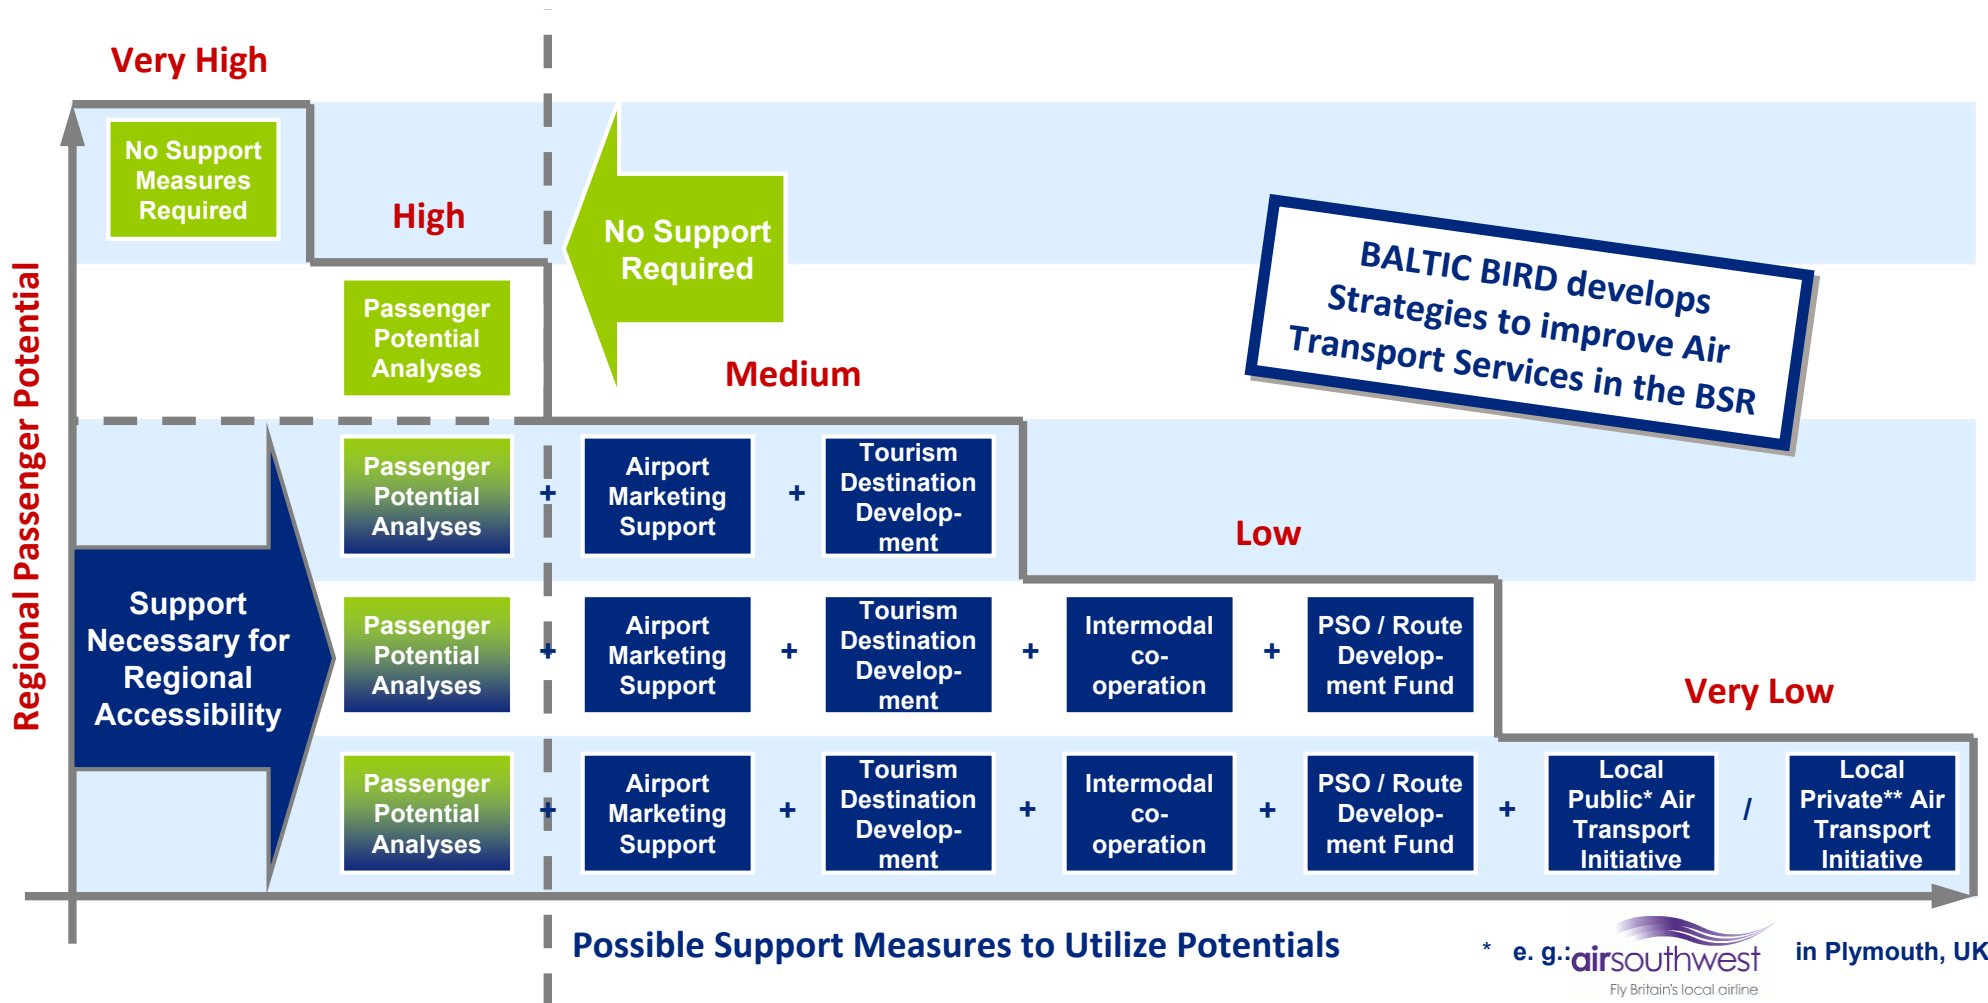 Very High
No Support
Measures
Required
High
No Support
Required
BALTIC BIRD develops
Strategies to improve Air
Transport Services in the BSR
Passenger
Potential
Analyses
Medium
Regional Passenger Potential
Passenger
Potential
Analyses
+
Airport
Marketing
Support
+
Tourism
Destination
Develop-
ment
Low
Support
Necessary for
Regional
Accessibility
Passenger
Potential
Analyses
+
Airport
Marketing
Support
+
Tourism
Destination
Develop-
ment
+
Intermodal
co-
operation
+
PSO / Route
Develop-
ment Fund
Very Low
Passenger
Potential
Analyses
+
Airport
Marketing
Support
+
Tourism
Destination
Develop-
ment
+
Intermodal
co-
operation
+
PSO / Route
Develop-
ment Fund
+
Local
Public* Air
Transport
Initiative
/
Local
Private** Air
Transport
Initiative
Possible Support Measures to Utilize Potentials
* e. g.: airsouthwest in Plymouth, UK
Fly Britain's local airline